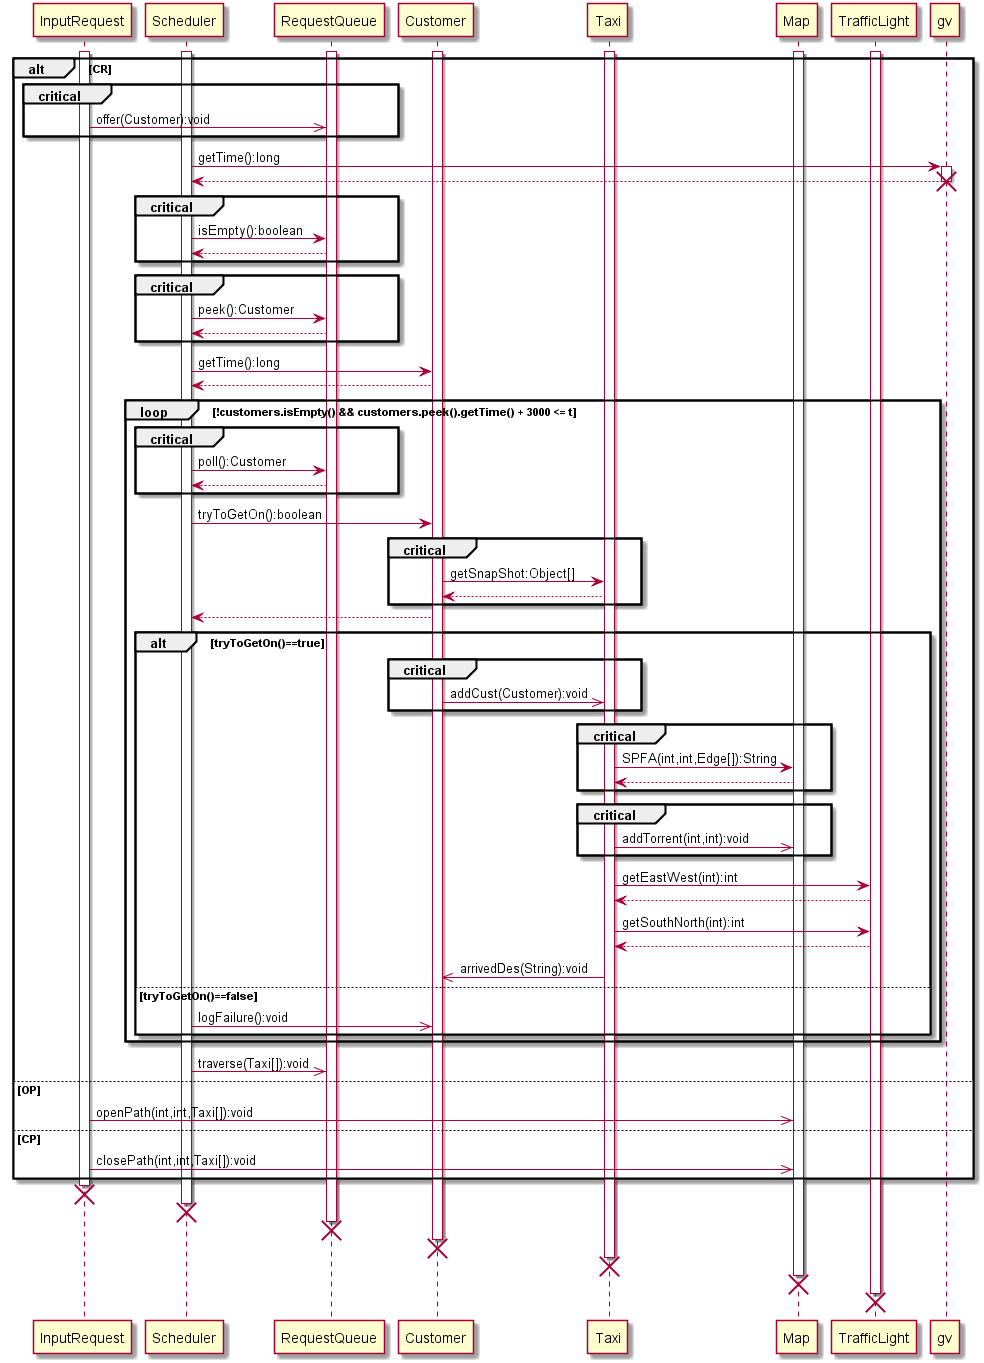 InputRequest Scheduler RequestQueue Customer Taxi Map TrafficLight gv
alt [CR]
critical
offer(Customer):void
getTime():long
critical
isEmpty():boolean
critical
peek():Customer
getTime():long
loop [!customers.isEmpty() && customers.peek().getTime() + 3000 <= t]
critical
poll():Customer
tryToGetOn():boolean
critical
getSnapShot:Object[]
alt [tryToGetOn()==true]
critical
addCust(Customer):void
critical
SPFA(int,int,Edge[]):String
critical
addTorrent(int,int):void
getEastWest(int):int
getSouthNorth(int):int
arrivedDes(String):void
[tryToGetOn()==false]
logFailure():void
traverse(Taxi[]):void
[OP]
openPath(int,int,Taxi[]):void
[CP]
closePath(int,int,Taxi[]):void
InputRequest Scheduler RequestQueue Customer Taxi Map TrafficLight gv